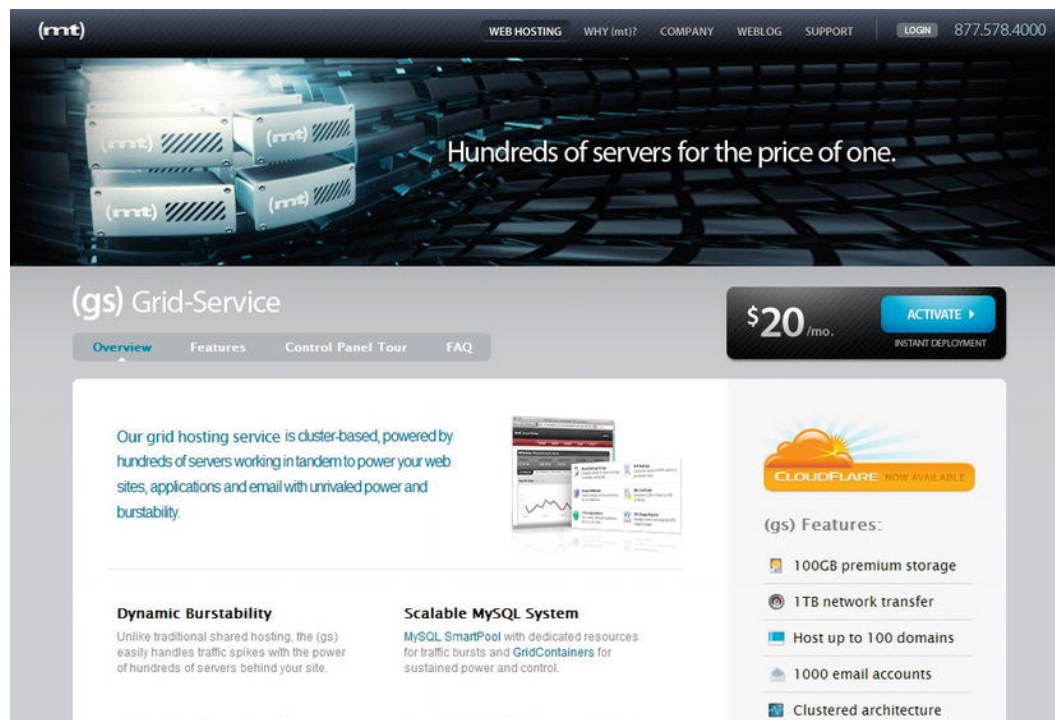 (mt)
WEB HOSTING WHY (mt)? COMPANY WEBLOG SUPPORT LOGIN 877.578.4000
(mt) (mt)
(mt) (mt)
Hundreds of servers for the price of one.
(gs) Grid-Service
$20 /mo.
ACTIVATE
INSTANT DEPLOYMENT
Overview Features Control Panel Tour FAQ
Our grid hosting service is cluster-based, powered by
hundreds of servers working in tandem to power your web
sites, applications and email with unrivaled power and
burstability.
Dynamic Burstability
Unlike traditional shared hosting, the (gs)
easily handles traffic spikes with the power
of hundreds of servers behind your site.
Scalable MySQL System
MySQL SmartPool with dedicated resources
for traffic bursts and GridContainers for
sustained power and control.
CLOUDFLARE NOW AVAILABLE
(gs) Features:
100GB premium storage
1TB network transfer
Host up to 100 domains
1000 email accounts
Clustered architecture